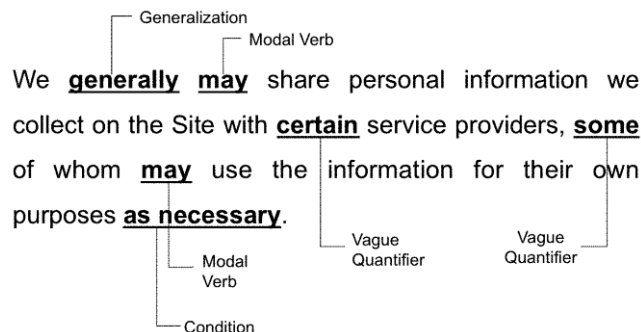 Generalization
Modal Verb
We generally may share personal information we
collect on the Site with certain service providers, some
of whom may use the information for their own
purposes as necessary.
Vague
Quantifier
Vague
Quantifier
Modal
Verb
Condition